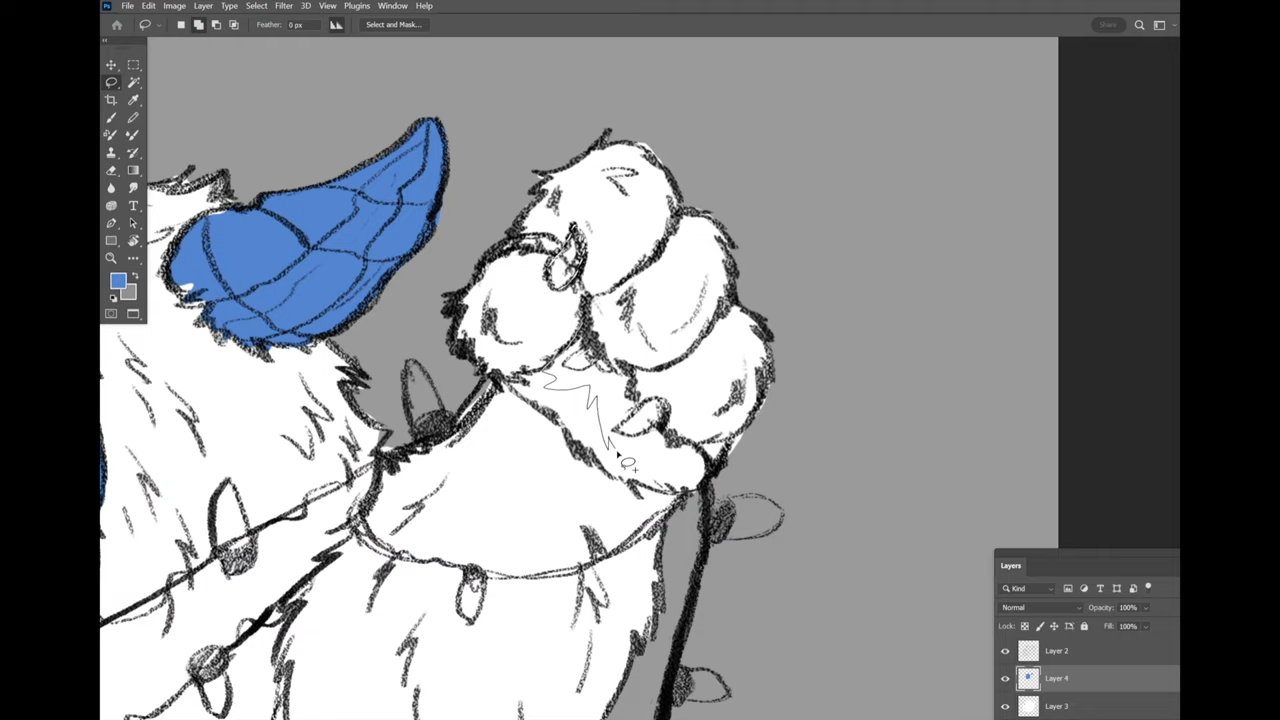 Ps File Edit Image Layer Type Select Filter 3D View Plugins Window Help
Feather: 0 px Select and Mask... Share
T
Layers
Kind
Normal Opacity: 100%
Lock: Fill: 100%
Layer 2
Layer 4
Layer 3